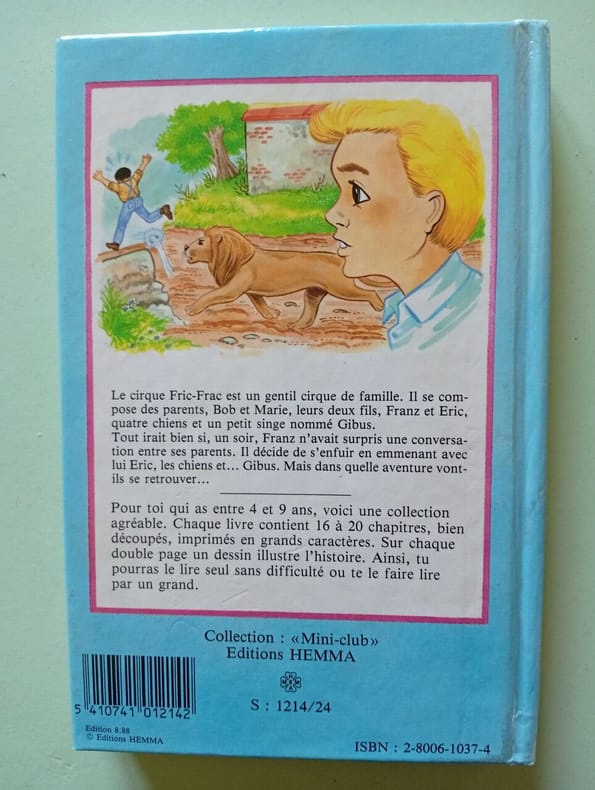 Le cirque Fric-Frac est un gentil cirque de famille. Il se com-
pose des parents, Bob et Marie, leurs deux fils, Franz et Eric,
quatre chiens et un petit singe nommé Gibus.
Tout irait bien si, un soir, Franz n'avait surpris une conversa-
tion entre ses parents. Il décide de s'enfuir en emmenant avec
lui Eric, les chiens et... Gibus. Mais dans quelle aventure vont-
ils se retrouver...
Pour toi qui as entre 4 et 9 ans, voici une collection
agréable. Chaque livre contient 16 à 20 chapitres, bien
découpés, imprimés en grands caractères. Sur chaque
double page un dessin illustre l'histoire. Ainsi, tu
pourras le lire seul sans difficulté ou te le faire lire
par un grand.
Collection : «Mini-club»
Editions HEMMA
HEMMA
S : 1214/24
5 410741 012142
Edition 8.88
© Editions HEMMA
ISBN : 2-8006-1037-4